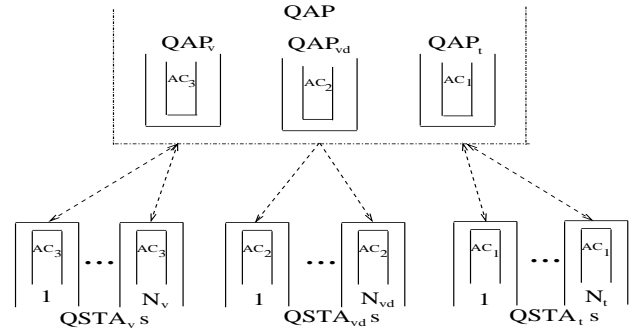 QAP
QAP_v QAP_vd QAP_t
AC_3 AC_2 AC_1
AC_3 ... AC_3 AC_2 ... AC_2 AC_1 ... AC_1
1 N_v 1 N_vd 1 N_t
QSTA_v s QSTA_vd s QSTA_t s